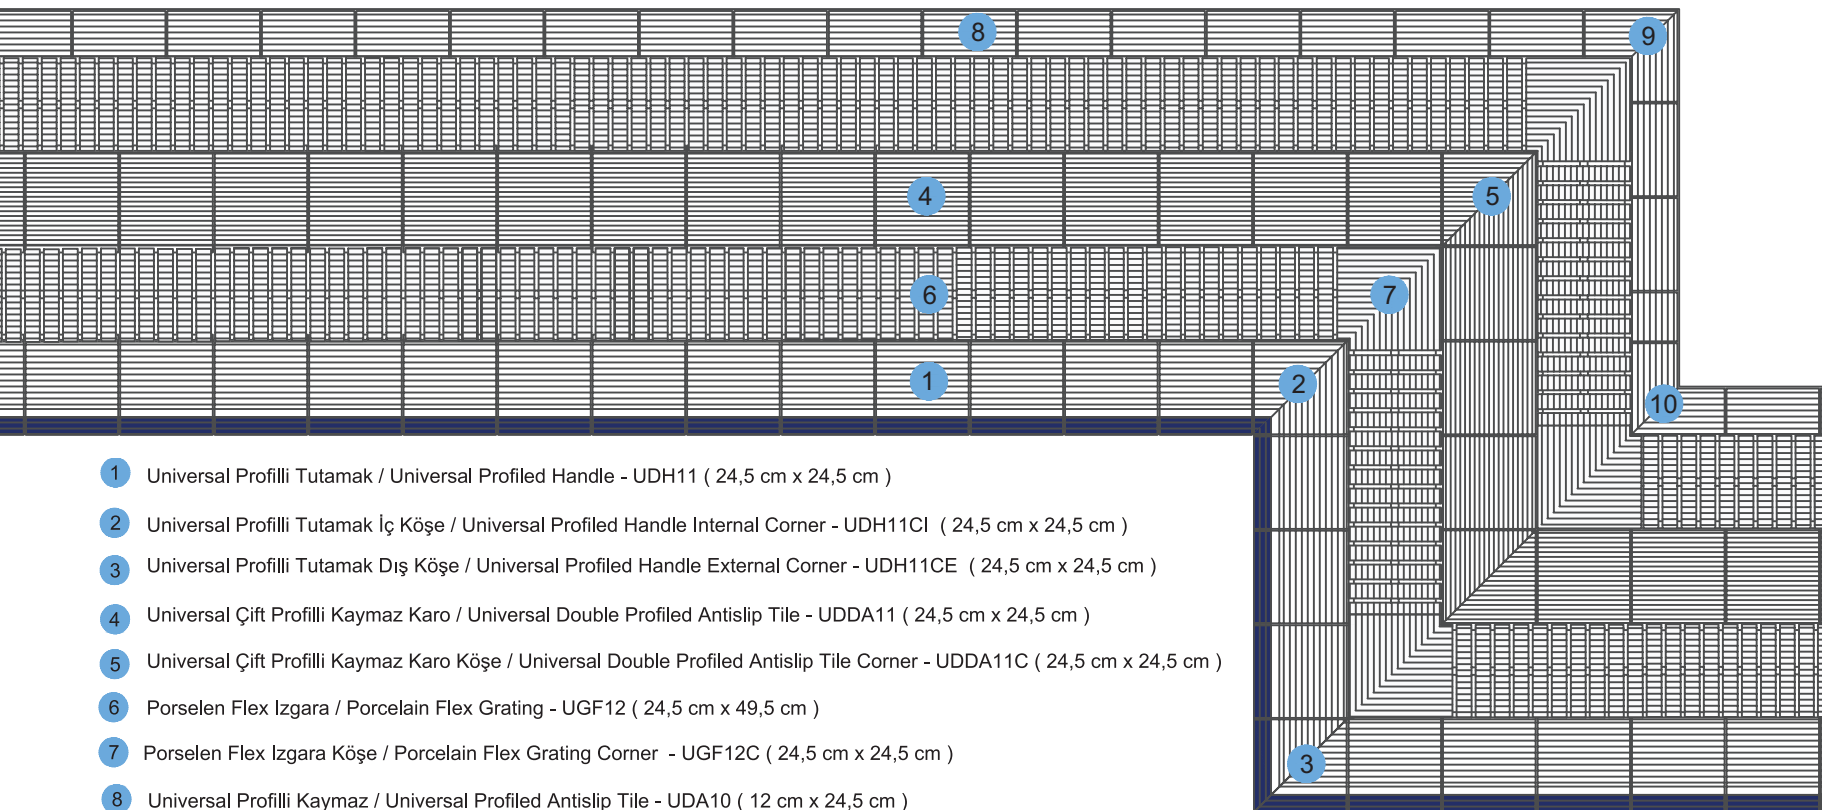 8
9
4
5
6
7
1
2
10
3
1 Universal Profilli Tutamak / Universal Profiled Handle - UDH11 ( 24,5 cm x 24,5 cm )
2 Universal Profilli Tutamak İç Köşe / Universal Profiled Handle Internal Corner - UDH11CI ( 24,5 cm x 24,5 cm )
3 Universal Profilli Tutamak Dış Köşe / Universal Profiled Handle External Corner - UDH11CE ( 24,5 cm x 24,5 cm )
4 Universal Çift Profilli Kaymaz Karo / Universal Double Profiled Antislip Tile - UDDA11 ( 24,5 cm x 24,5 cm )
5 Universal Çift Profilli Kaymaz Karo Köşe / Universal Double Profiled Antislip Tile Corner - UDDA11C ( 24,5 cm x 24,5 cm )
6 Porselen Flex Izgara / Porcelain Flex Grating - UGF12 ( 24,5 cm x 49,5 cm )
7 Porselen Flex Izgara Köşe / Porcelain Flex Grating Corner - UGF12C ( 24,5 cm x 24,5 cm )
8 Universal Profilli Kaymaz / Universal Profiled Antislip Tile - UDA10 ( 12 cm x 24,5 cm )